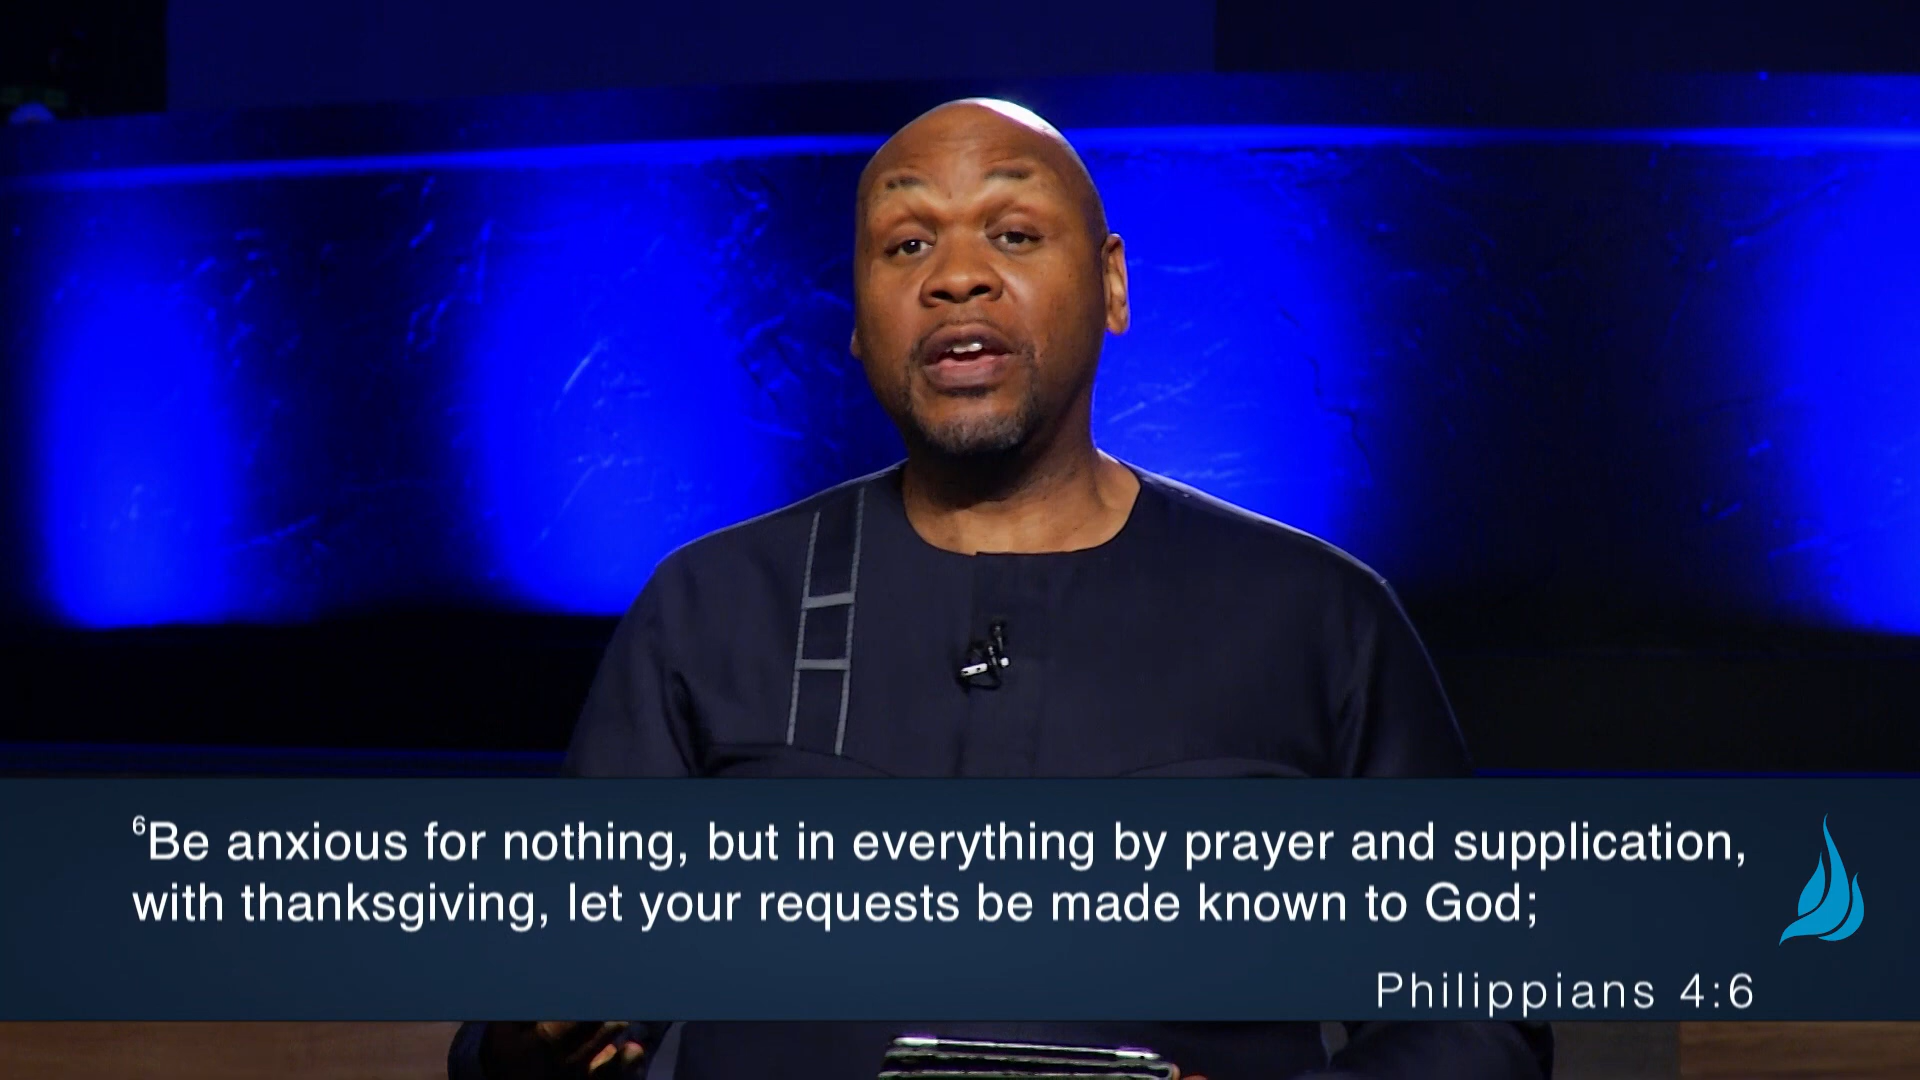 ⁶Be anxious for nothing, but in everything by prayer and supplication,
with thanksgiving, let your requests be made known to God;
Philippians 4:6